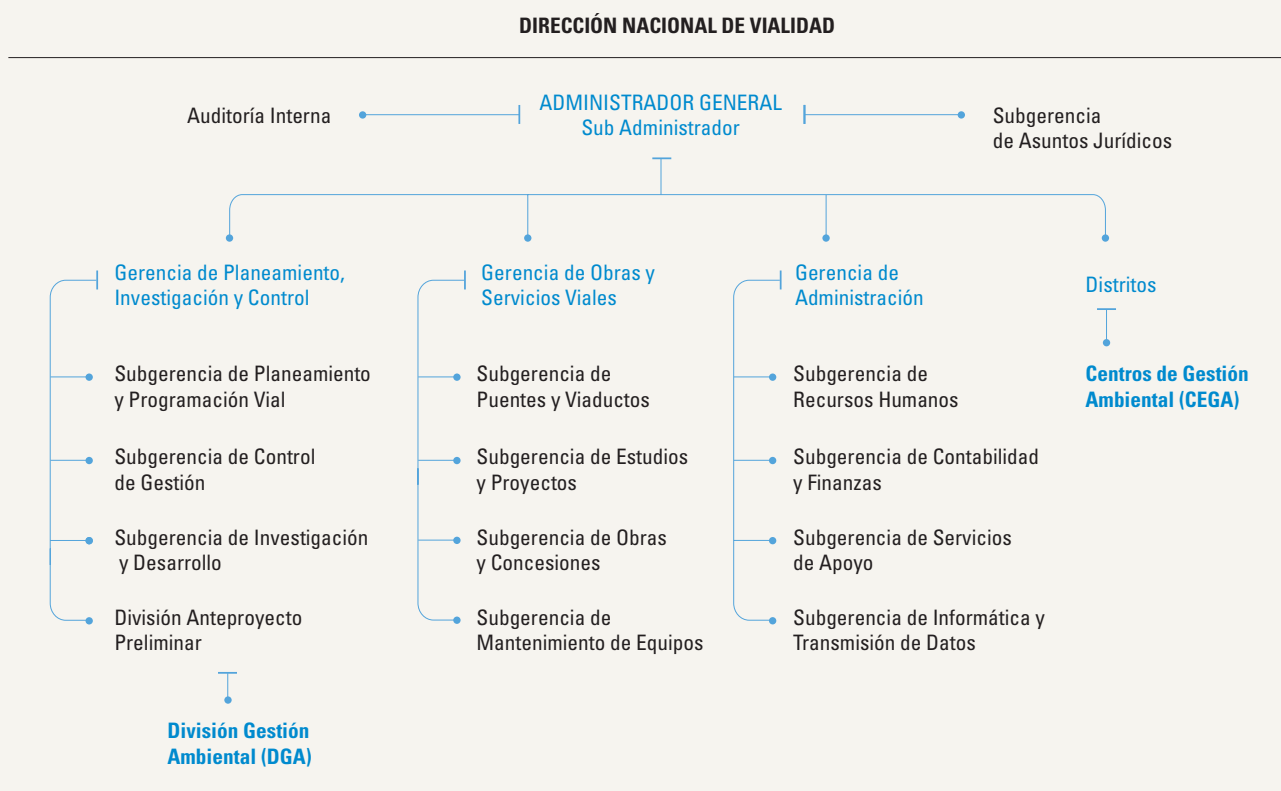 DIRECCIÓN NACIONAL DE VIALIDAD
Auditoría Interna
ADMINISTRADOR GENERAL
Sub Administrador
Subgerencia
de Asuntos Jurídicos
Gerencia de Planeamiento,
Investigación y Control
Subgerencia de Planeamiento
y Programación Vial
Subgerencia de Control
de Gestión
Subgerencia de Investigación
y Desarrollo
División Anteproyecto
Preliminar
División Gestión
Ambiental (DGA)
Gerencia de Obras y
Servicios Viales
Subgerencia de
Puentes y Viaductos
Subgerencia de Estudios
y Proyectos
Subgerencia de Obras
y Concesiones
Subgerencia de
Mantenimiento de Equipos
Gerencia de
Administración
Subgerencia de
Recursos Humanos
Subgerencia de Contabilidad
y Finanzas
Subgerencia de Servicios
de Apoyo
Subgerencia de Informática y
Transmisión de Datos
Distritos
Centros de Gestión
Ambiental (CEGA)